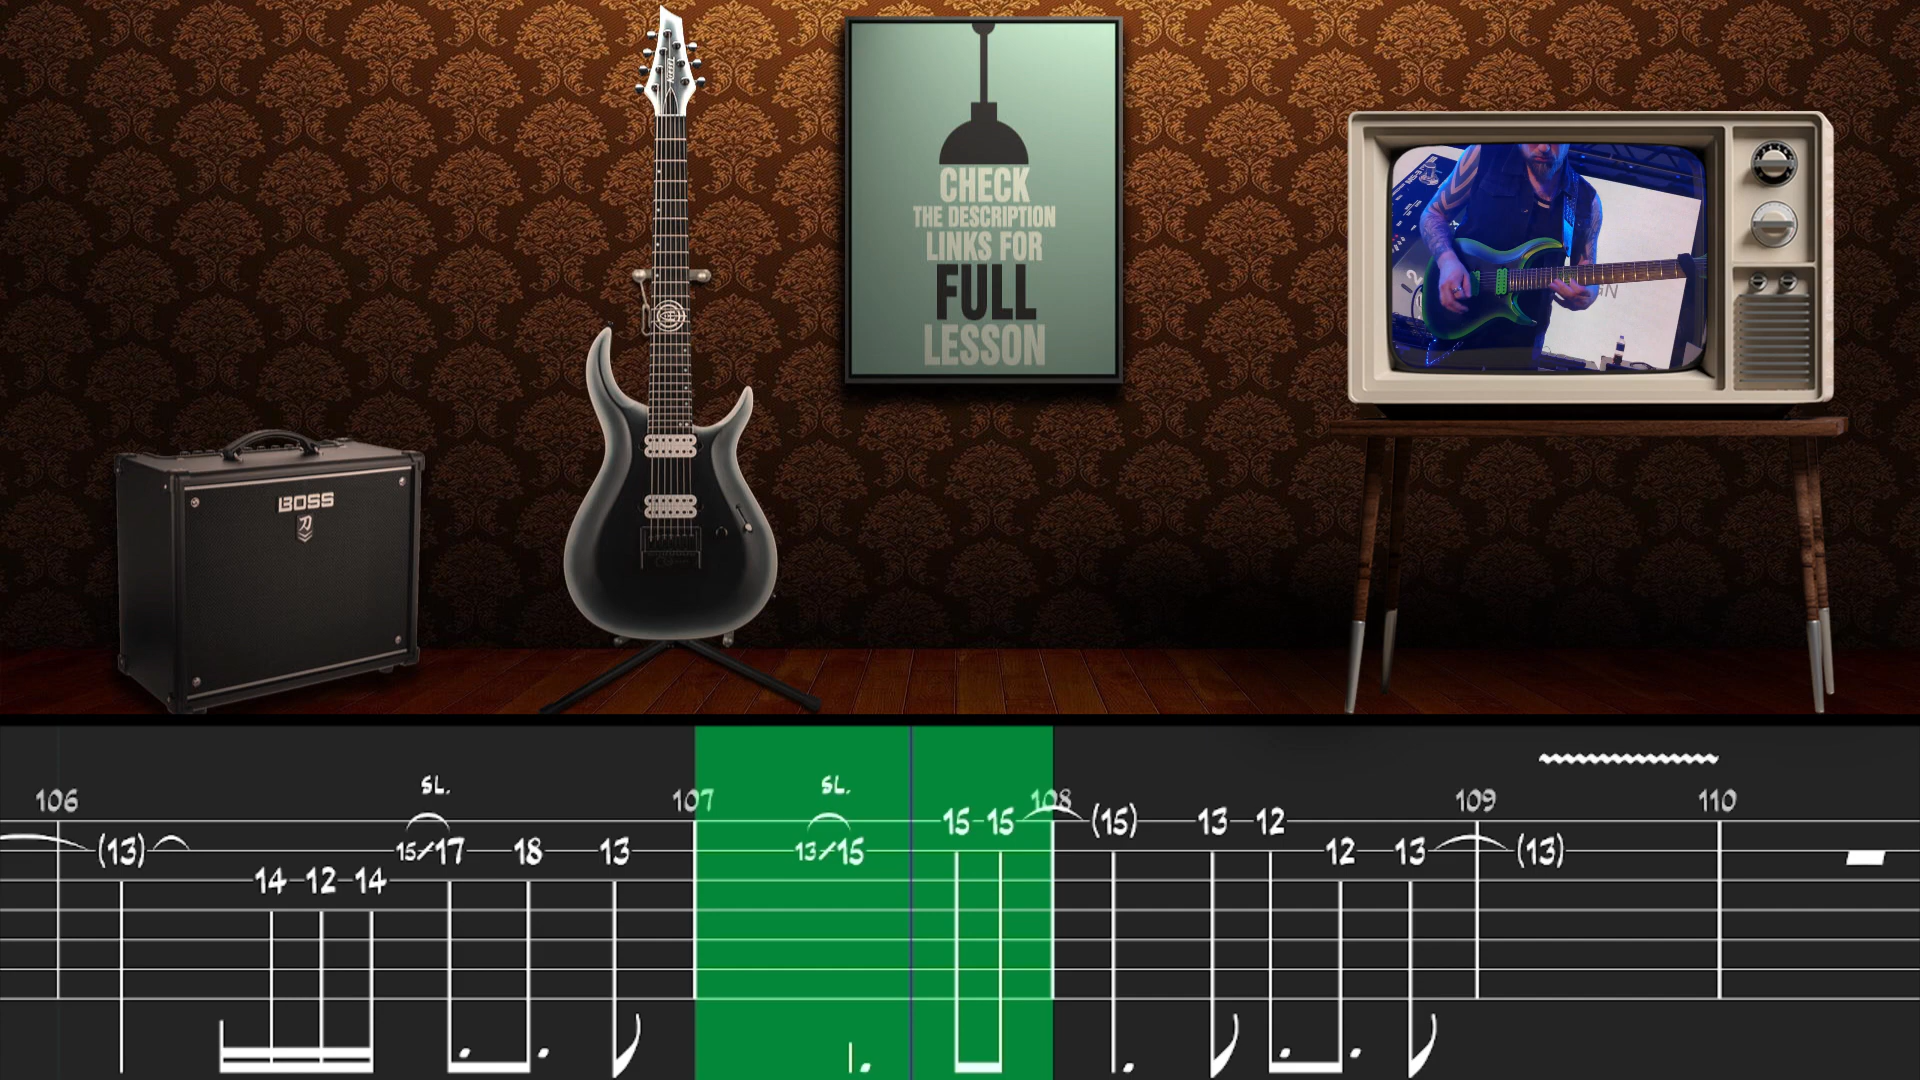 CHECK
THE DESCRIPTION
LINKS FOR
FULL
LESSON
BOSS
SL. SL.
106 107 108 109 110
15 15 (15) 13 12
(13) 15/17 18 13 13/15 12 13 (13)
14 12 14